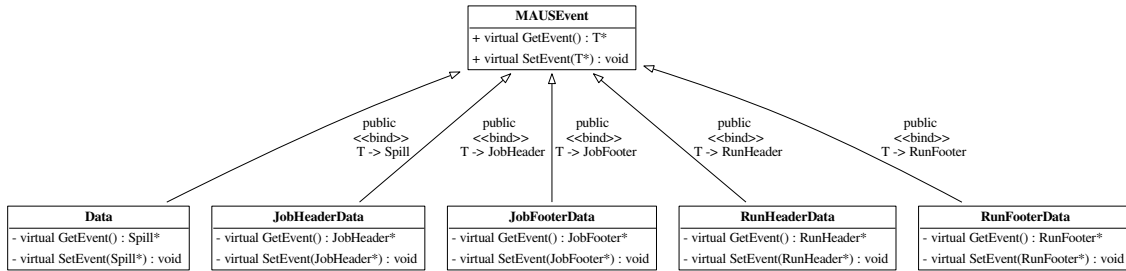 MAUSEvent
+ virtual GetEvent() : T*
+ virtual SetEvent(T*) : void
public
<<bind>>
T -> Spill
public
<<bind>>
T -> JobHeader
public
<<bind>>
T -> JobFooter
public
<<bind>>
T -> RunHeader
public
<<bind>>
T -> RunFooter
Data
- virtual GetEvent() : Spill*
- virtual SetEvent(Spill*) : void
JobHeaderData
- virtual GetEvent() : JobHeader*
- virtual SetEvent(JobHeader*) : void
JobFooterData
- virtual GetEvent() : JobFooter*
- virtual SetEvent(JobFooter*) : void
RunHeaderData
- virtual GetEvent() : RunHeader*
- virtual SetEvent(RunHeader*) : void
RunFooterData
- virtual GetEvent() : RunFooter*
- virtual SetEvent(RunFooter*) : void